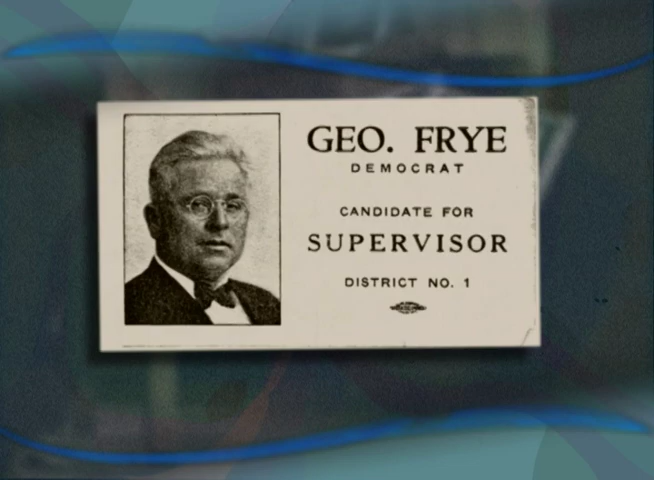 GEO. FRYE
DEMOCRAT
CANDIDATE FOR
SUPERVISOR
DISTRICT NO. 1